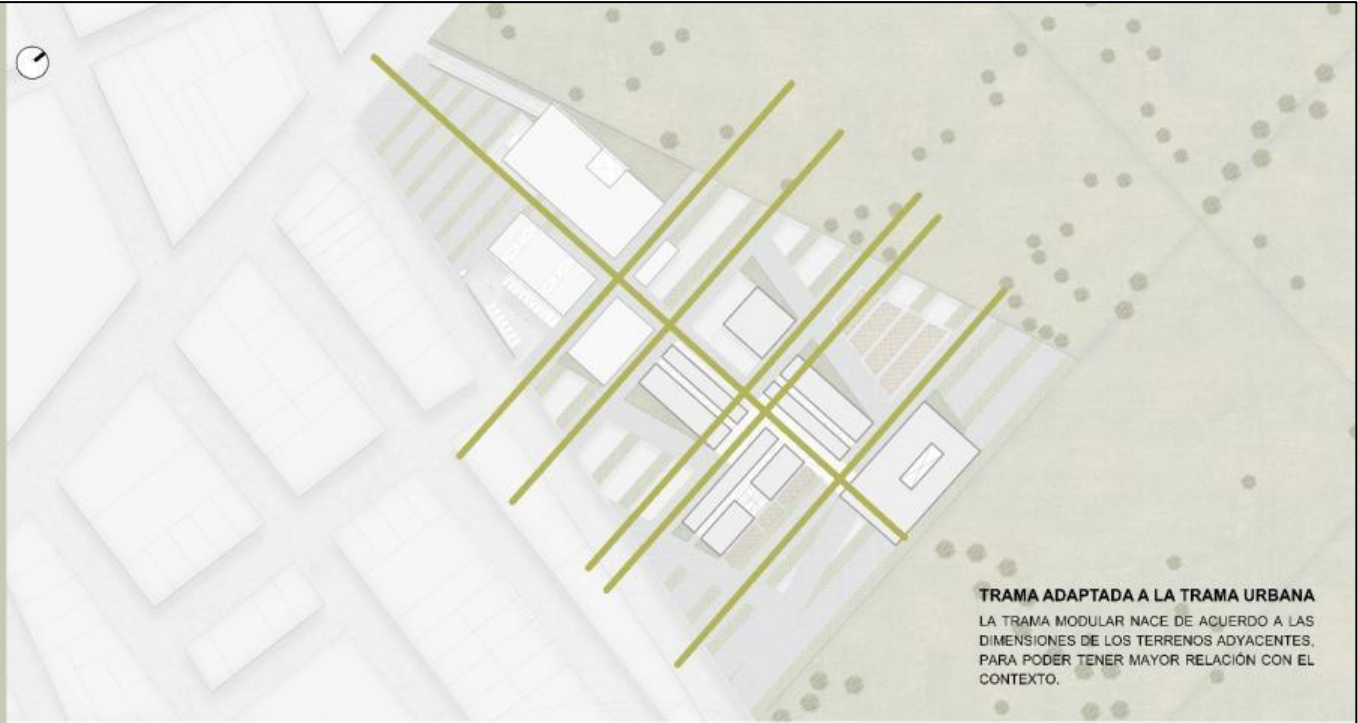 TRAMA ADAPTADA A LA TRAMA URBANA
LA TRAMA MODULAR NACE DE ACUERDO A LAS
DIMENSIONES DE LOS TERRENOS ADYACENTES,
PARA PODER TENER MAYOR RELACIÓN CON EL
CONTEXTO.